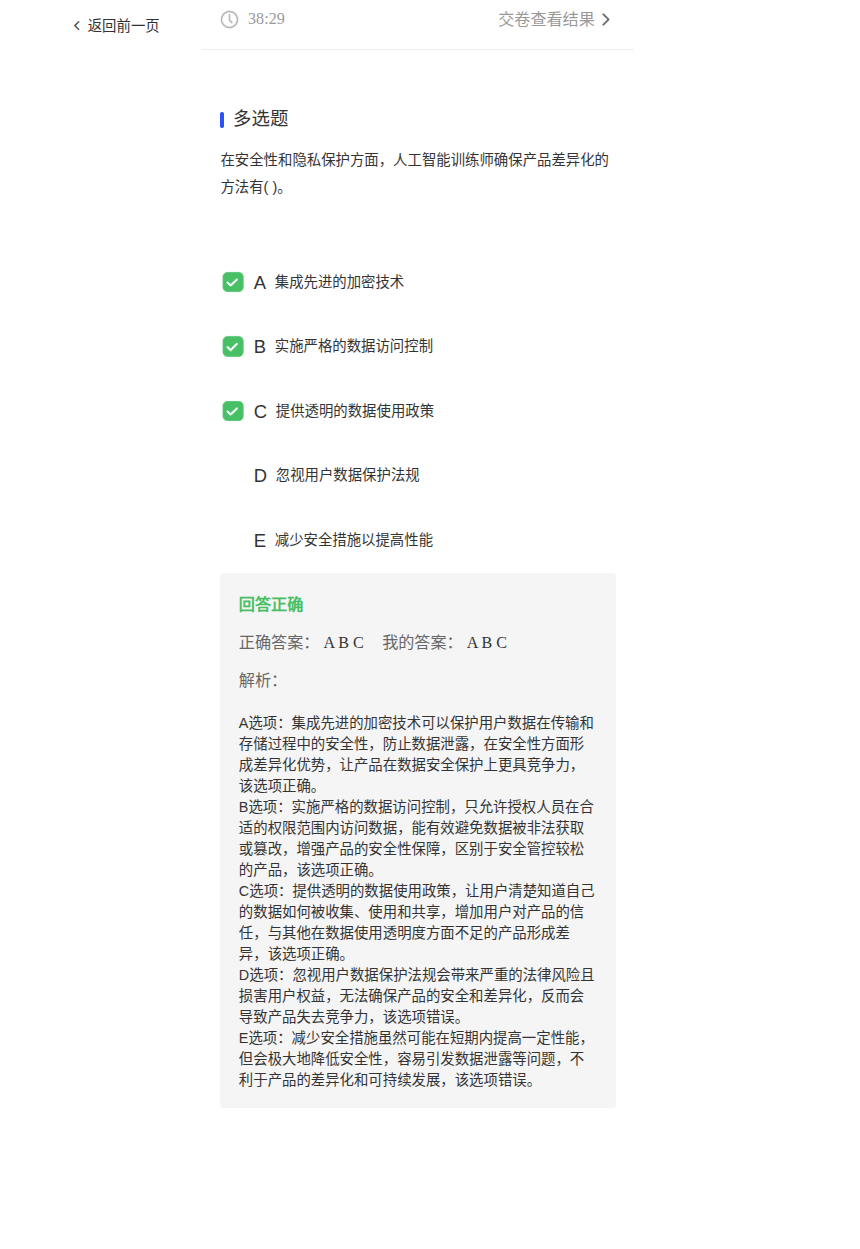 返回前一页
38:29
交卷查看结果
多选题
在安全性和隐私保护方面，人工智能训练师确保产品差异化的
方法有( )。
A 集成先进的加密技术
B 实施严格的数据访问控制
C 提供透明的数据使用政策
D 忽视用户数据保护法规
E 减少安全措施以提高性能
回答正确
正确答案： A B C 我的答案： A B C
解析：
A选项：集成先进的加密技术可以保护用户数据在传输和
存储过程中的安全性，防止数据泄露，在安全性方面形
成差异化优势，让产品在数据安全保护上更具竞争力，
该选项正确。
B选项：实施严格的数据访问控制，只允许授权人员在合
适的权限范围内访问数据，能有效避免数据被非法获取
或篡改，增强产品的安全性保障，区别于安全管控较松
的产品，该选项正确。
C选项：提供透明的数据使用政策，让用户清楚知道自己
的数据如何被收集、使用和共享，增加用户对产品的信
任，与其他在数据使用透明度方面不足的产品形成差
异，该选项正确。
D选项：忽视用户数据保护法规会带来严重的法律风险且
损害用户权益，无法确保产品的安全和差异化，反而会
导致产品失去竞争力，该选项错误。
E选项：减少安全措施虽然可能在短期内提高一定性能，
但会极大地降低安全性，容易引发数据泄露等问题，不
利于产品的差异化和可持续发展，该选项错误。